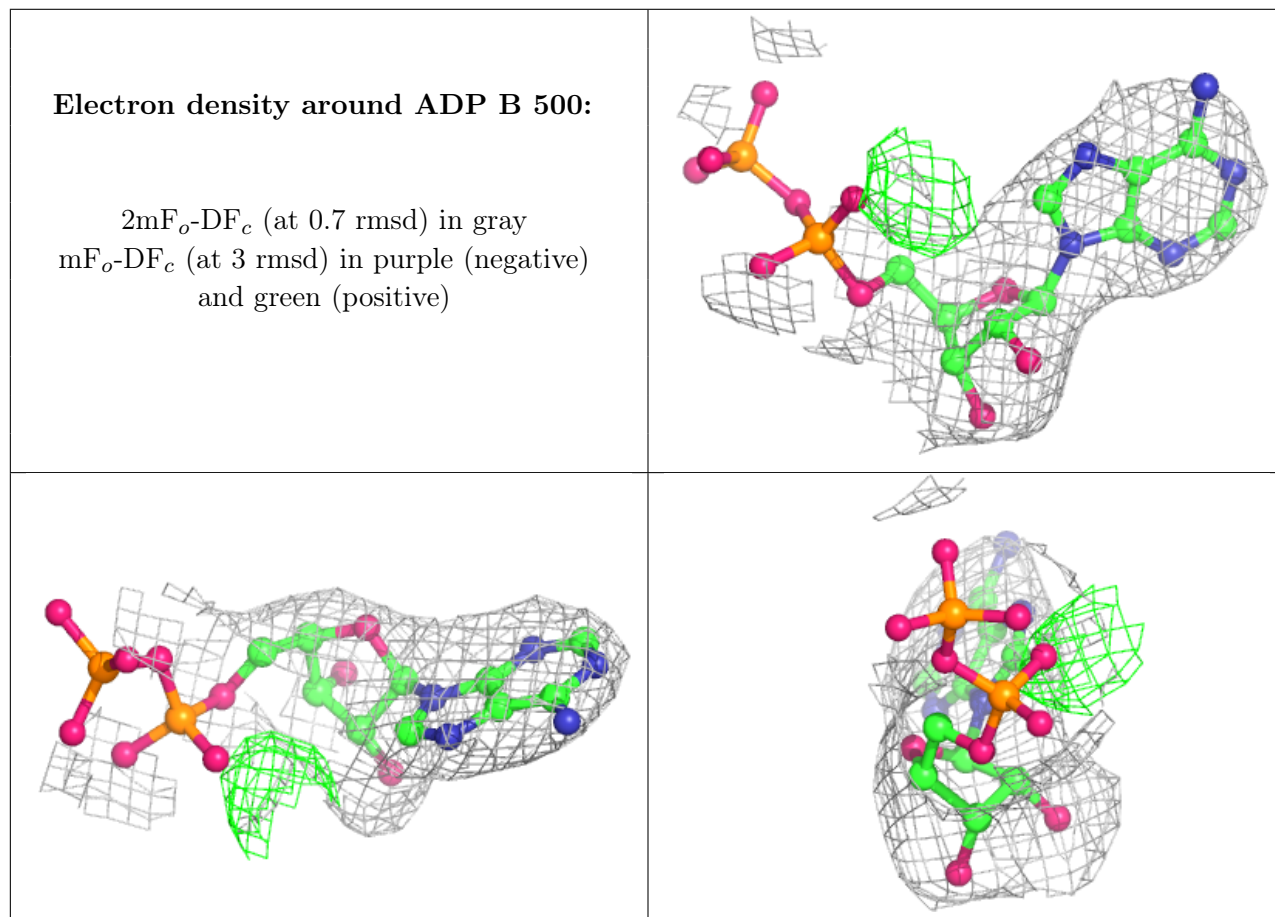 Electron density around ADP B 500:
2mFo-DFc (at 0.7 rmsd) in gray
mFo-DFc (at 3 rmsd) in purple (negative)
and green (positive)